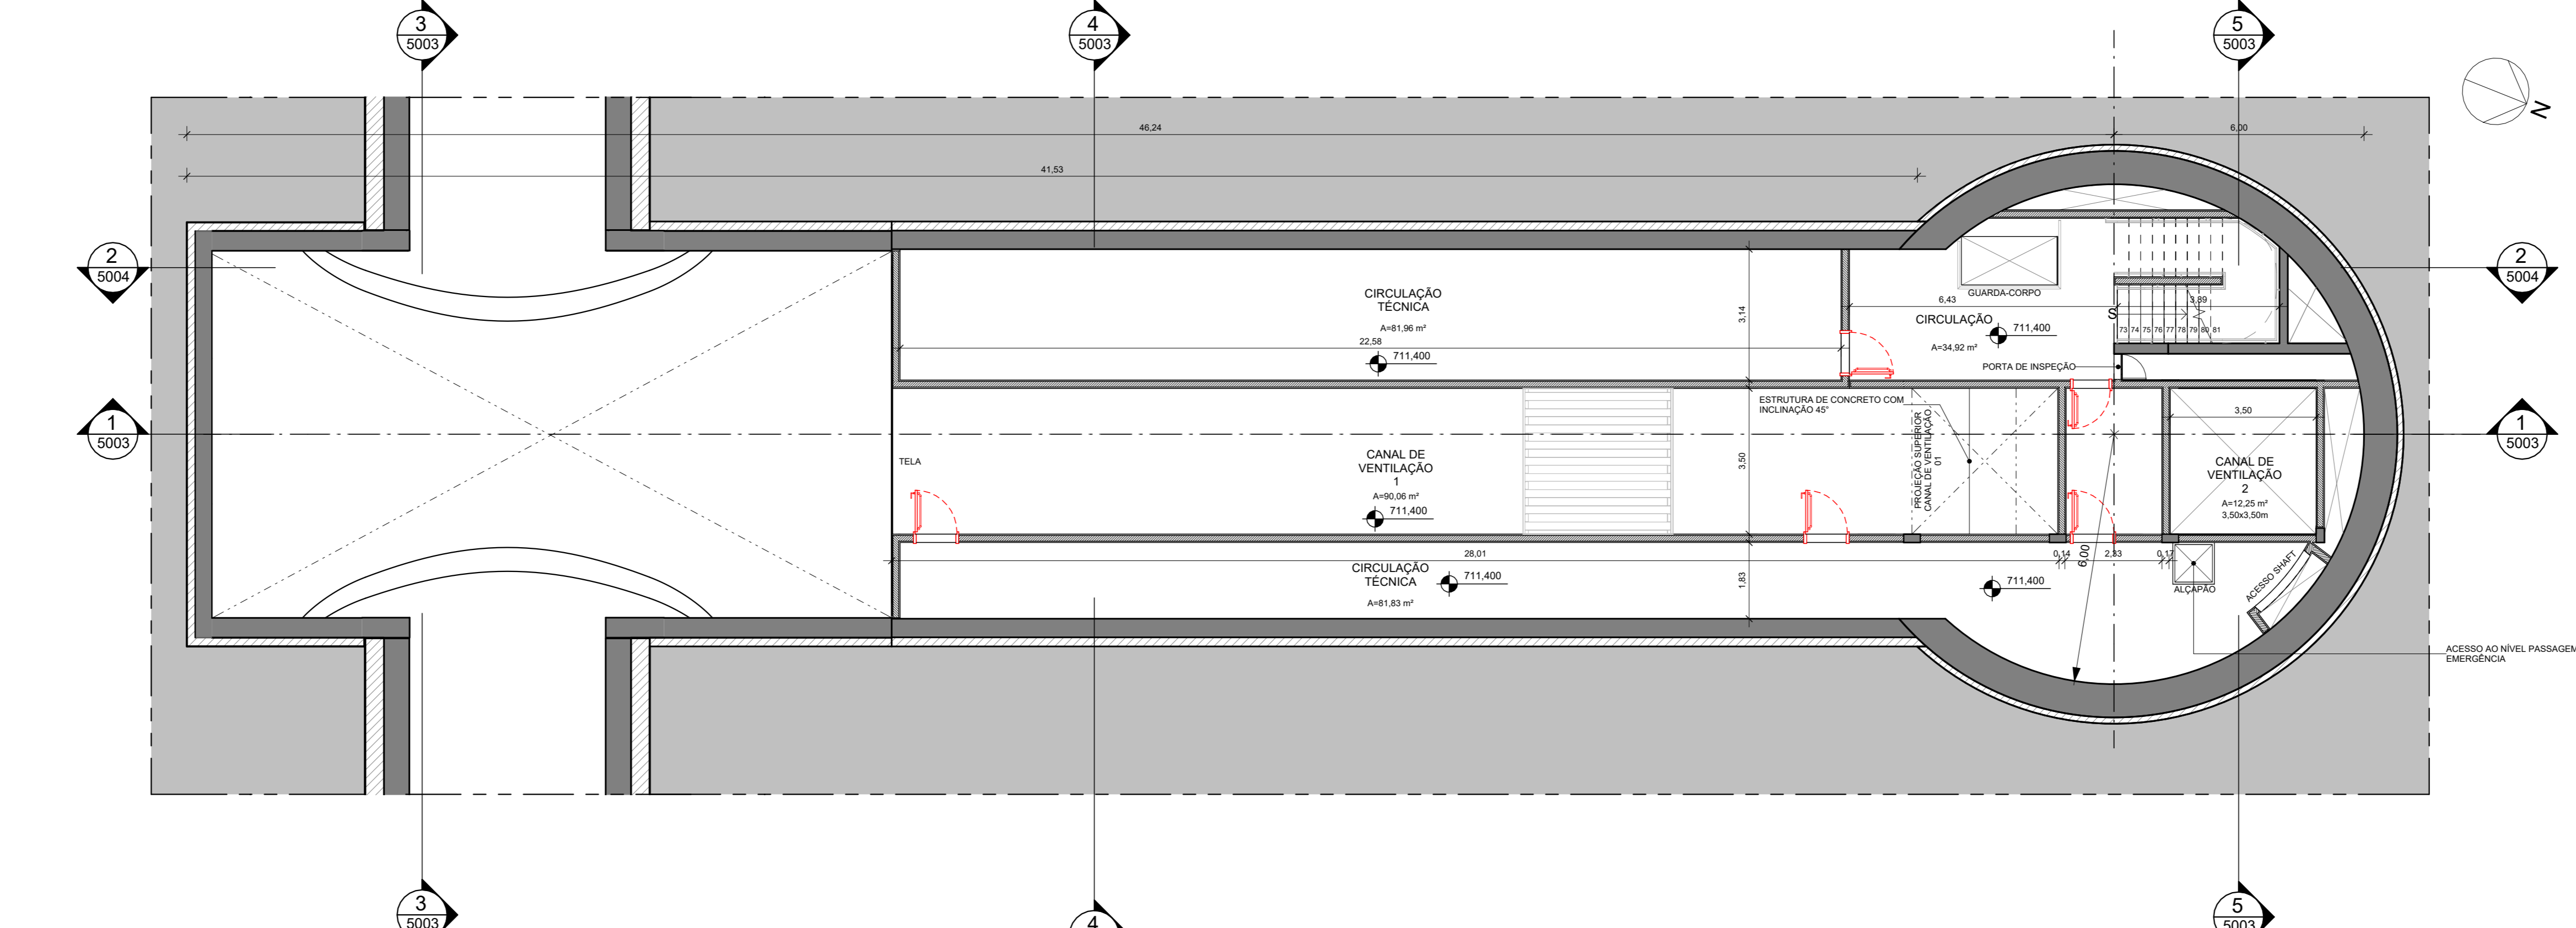 3
5003
4
5003
5
5003
N
46,24
6,00
41,53
2
5004
2
5004
CIRCULAÇÃO
TÉCNICA
A=81,96 m²
22,58
711,400
3,14
GUARDA-CORPO
6,43
3,89
CIRCULAÇÃO
711,400
A=34,92 m²
S
73 74 75 76 77 78 79 80 81
PORTA DE INSPEÇÃO
ESTRUTURA DE CONCRETO COM
INCLINAÇÃO 45°
PROJEÇÃO SUPERIOR
CANAL DE VENTILAÇÃO
01
1
5003
1
5003
TELA
CANAL DE
VENTILAÇÃO
1
A=90,06 m²
711,400
3,50
3,50
CANAL DE
VENTILAÇÃO
2
A=12,25 m²
3,50x3,50m
28,01
0,14
2,33
0,17
6,00
CIRCULAÇÃO
TÉCNICA
711,400
A=81,83 m²
1,83
711,400
ALÇAPÃO
ACESSO SHAFT
ACESSO AO NÍVEL PASSAGEM
EMERGÊNCIA
3
5003
4
5
5003